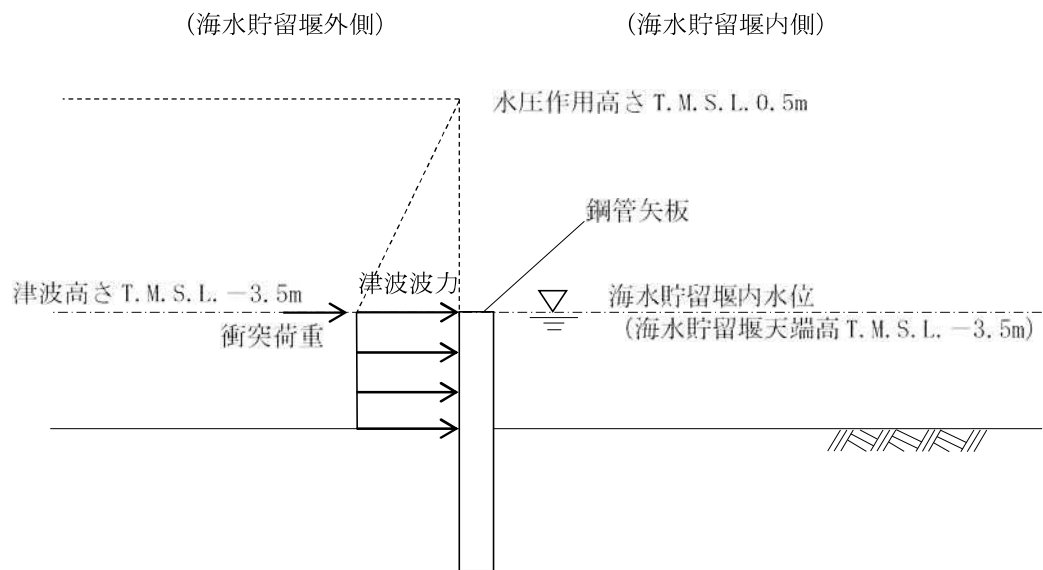 (海水貯留堰外側)
(海水貯留堰内側)
水圧作用高さ T.M.S.L. 0.5m
鋼管矢板
津波波力
津波高さ T.M.S.L. －3.5m
海水貯留堰内水位
衝突荷重
(海水貯留堰天端高 T.M.S.L. －3.5m)